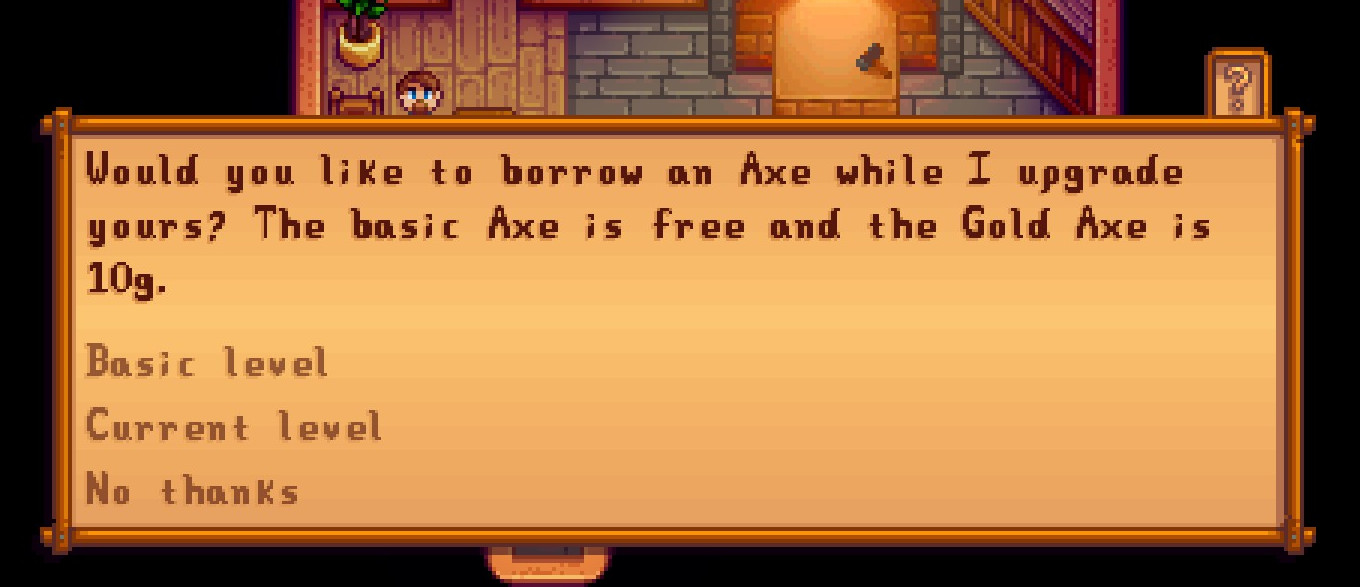 Would you like to borrow an Axe while I upgrade
yours? The basic Axe is free and the Gold Axe is
10g.
Basic level
Current level
No thanks